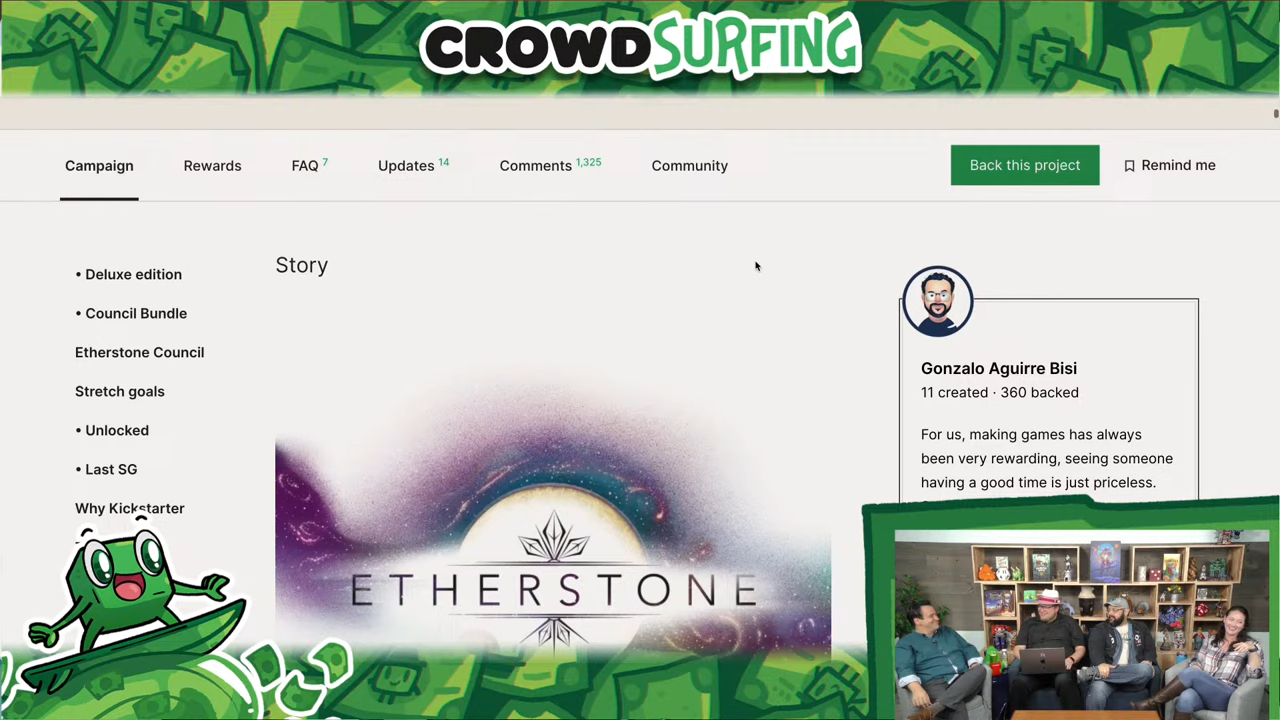 CROWDSURFING
Campaign
Rewards
FAQ 7
Updates 14
Comments 1,325
Community
Back this project
Remind me
• Deluxe edition
• Council Bundle
Etherstone Council
Stretch goals
• Unlocked
• Last SG
Why Kickstarter
Story
ETHERSTONE
Gonzalo Aguirre Bisi
11 created · 360 backed
For us, making games has always
been very rewarding, seeing someone
having a good time is just priceless.